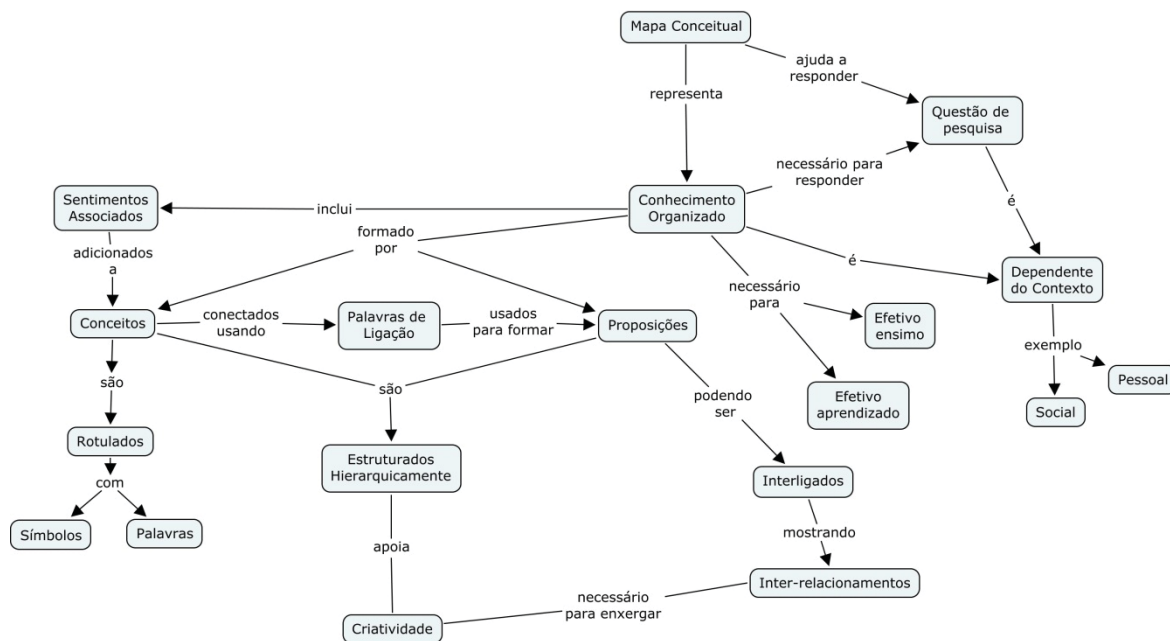 Mapa Conceitual
ajuda a
responder
representa
Questão de
pesquisa
necessário para
responder
Sentimentos
Associados
inclui
Conhecimento
Organizado
é
formado
por
adicionados
a
é
necessário
para
Dependente
do Contexto
Conceitos
conectados
usando
Palavras de
Ligação
usados
para formar
Proposições
Efetivo
ensimo
exemplo
são
são
podendo
ser
Efetivo
aprendizado
Social
Pessoal
Rotulados
Estruturados
Hierarquicamente
com
Interligados
Símbolos
Palavras
mostrando
apoia
Inter-relacionamentos
necessário
para enxergar
Criatividade